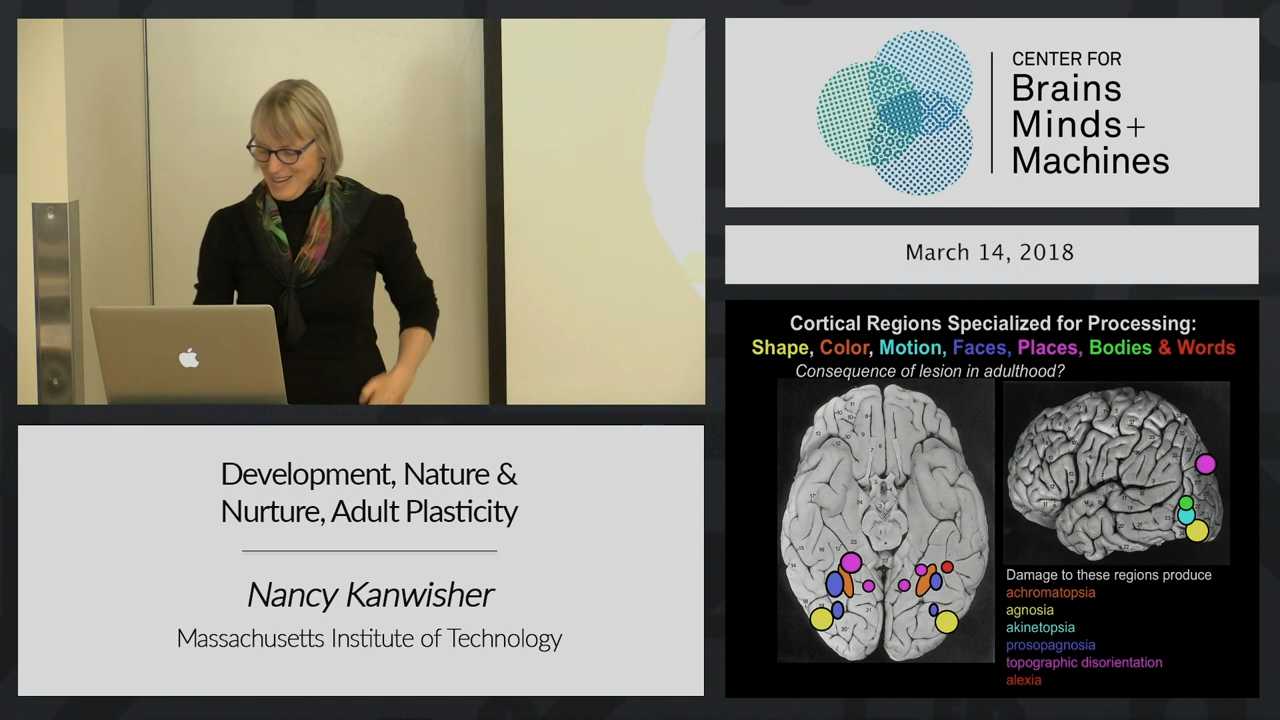 CENTER FOR
Brains
Minds+
Machines
March 14, 2018
Development, Nature &
Nurture, Adult Plasticity
Nancy Kanwisher
Massachusetts Institute of Technology
Cortical Regions Specialized for Processing:
Shape, Color, Motion, Faces, Places, Bodies & Words
Consequence of lesion in adulthood?
Damage to these regions produce
achromatopsia
agnosia
akinetopsia
prosopagnosia
topographic disorientation
alexia